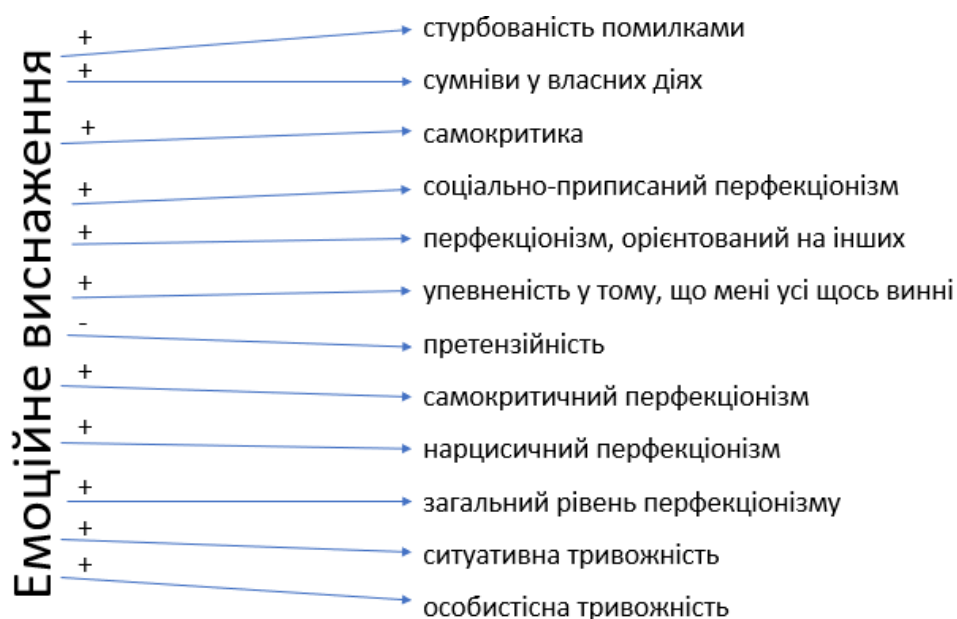 Емоційне виснаження
+ стурбованість помилками
+ сумніви у власних діях
+ самокритика
+ соціально-приписаний перфекціонізм
+ перфекціонізм, орієнтований на інших
+ упевненість у тому, що мені усі щось винні
- претензійність
+ самокритичний перфекціонізм
+ нарцисичний перфекціонізм
+ загальний рівень перфекціонізму
+ ситуативна тривожність
+ особистісна тривожність